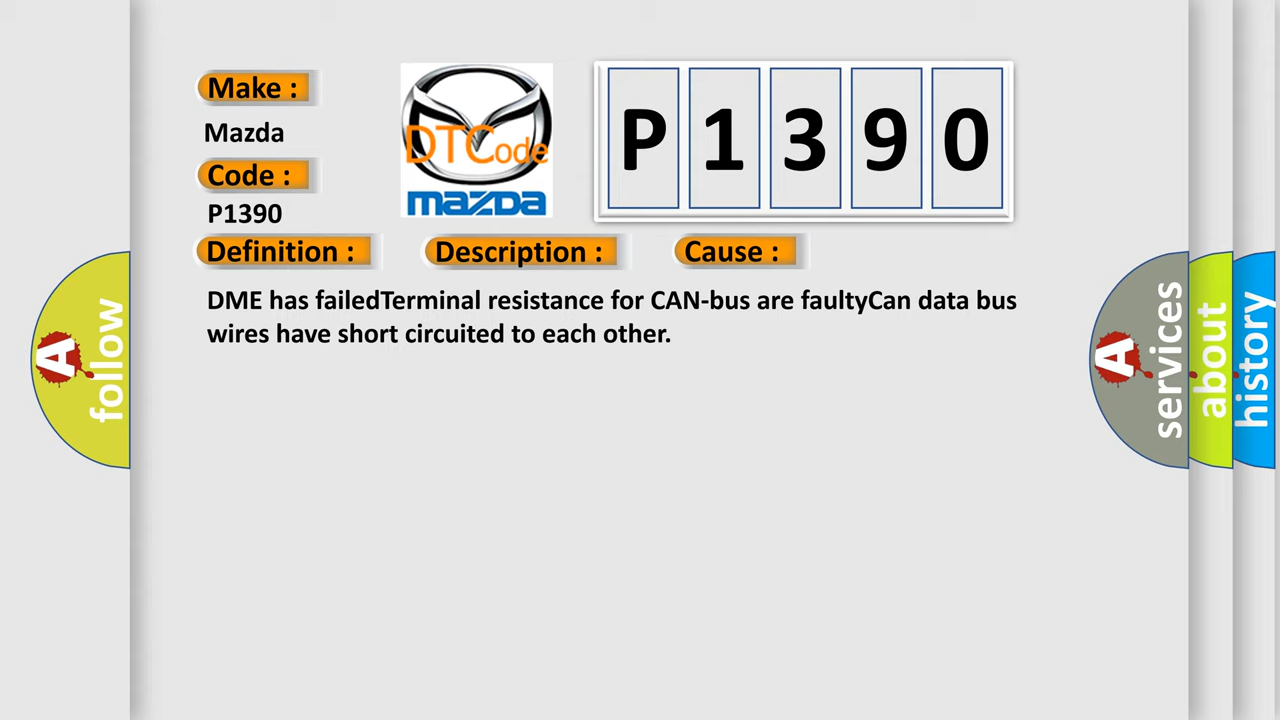 Make :
Mazda
Code :
P1390
DTCode
mazda
P 1 3 9 0
Definition :
Description :
Cause :
DME has failedTerminal resistance for CAN-bus are faultyCan data bus
wires have short circuited to each other.
A follow
A services
about
history